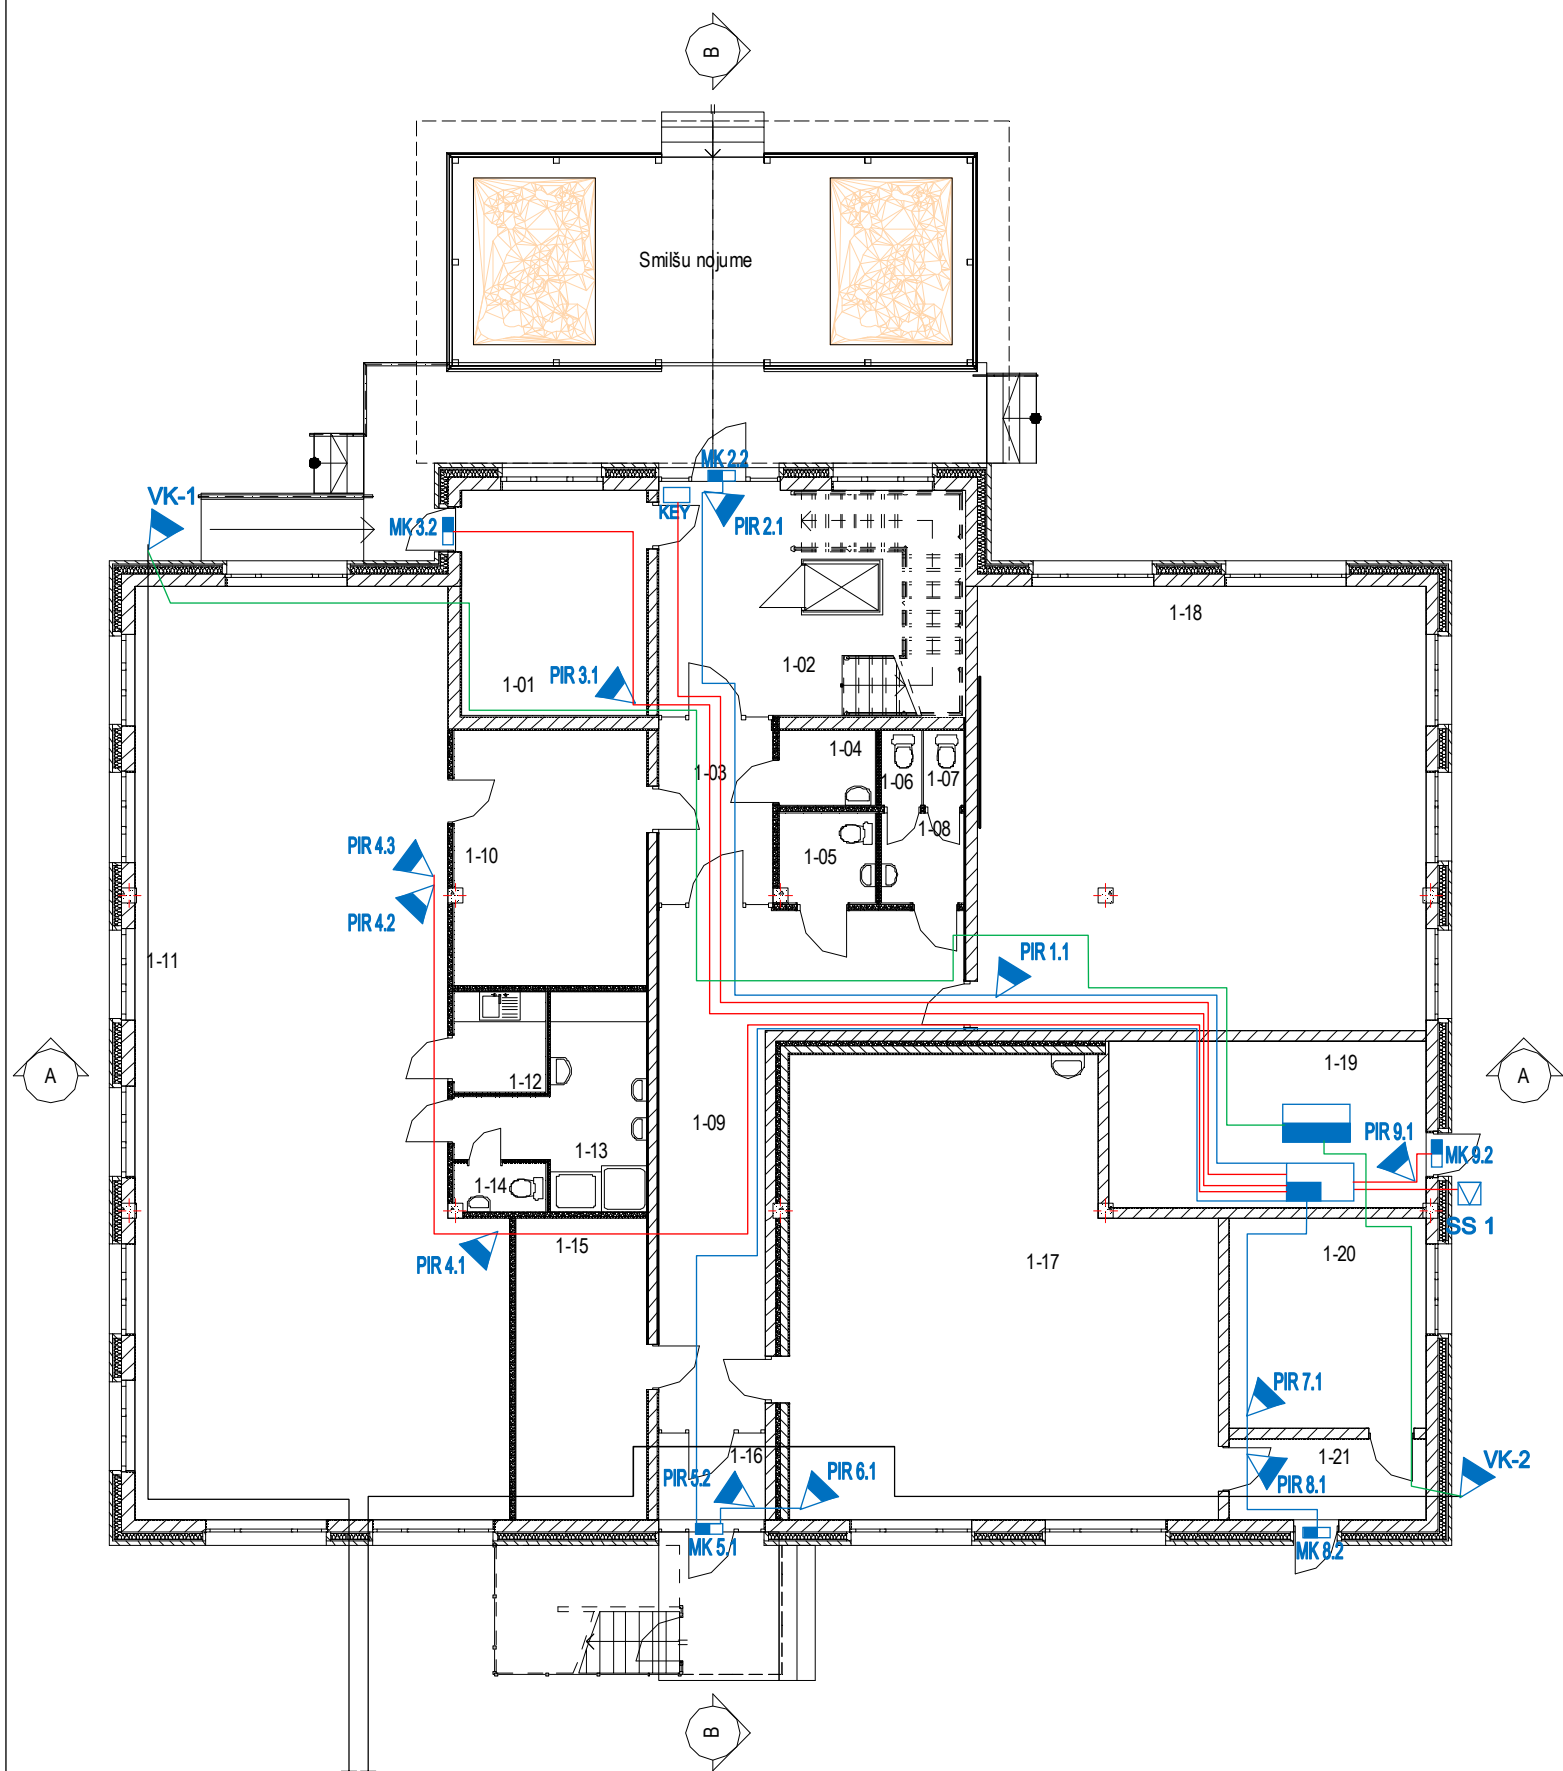 B
Smilšu nojume
MK 2.2
VK-1
KEY
MK 3.2
PIR 2.1
1-18
1-02
PIR 3.1
1-01
1-04
1-03
1-06
1-07
1-08
PIR 4.3
1-10
1-05
PIR 4.2
PIR 1.1
1-11
1-19
A
A
1-12
1-09
PIR 9.1
MK 9.2
1-13
1-14
SS 1
1-15
1-20
PIR 4.1
1-17
PIR 7.1
1-16
1-21
VK-2
PIR 5.2
PIR 6.1
PIR 8.1
MK 5.1
MK 8.2
B